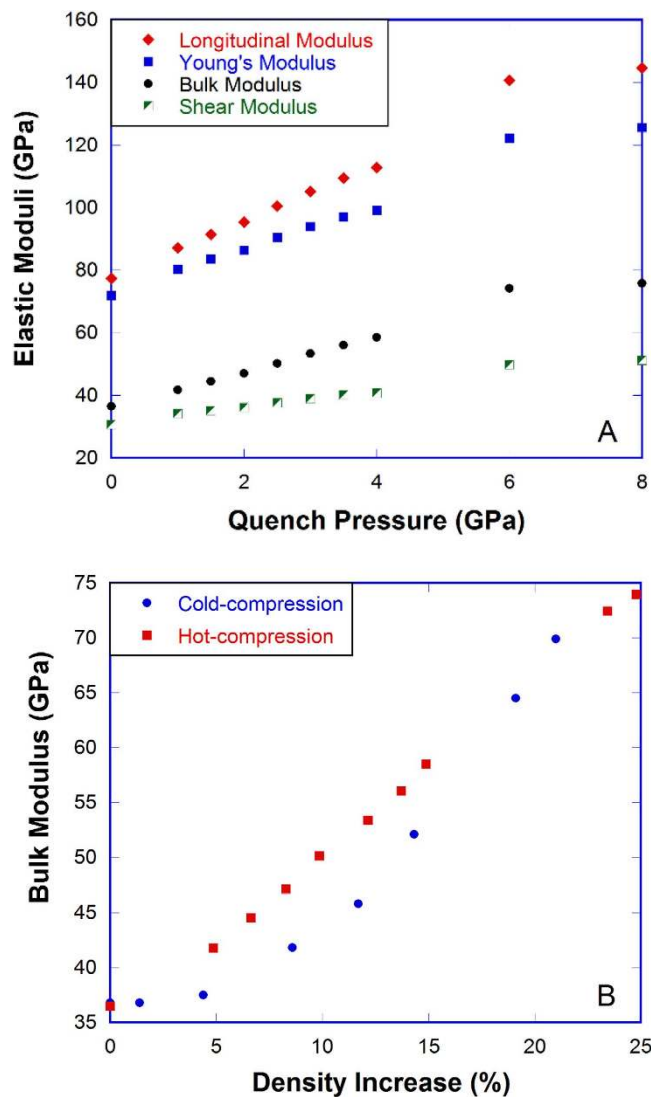 160
140
120
100
80
60
40
20
Elastic Moduli (GPa)
Longitudinal Modulus
Young's Modulus
Bulk Modulus
Shear Modulus
A
0 2 4 6 8
Quench Pressure (GPa)
75
70
65
60
55
50
45
40
35
Bulk Modulus (GPa)
Cold-compression
Hot-compression
B
0 5 10 15 20 25
Density Increase (%)